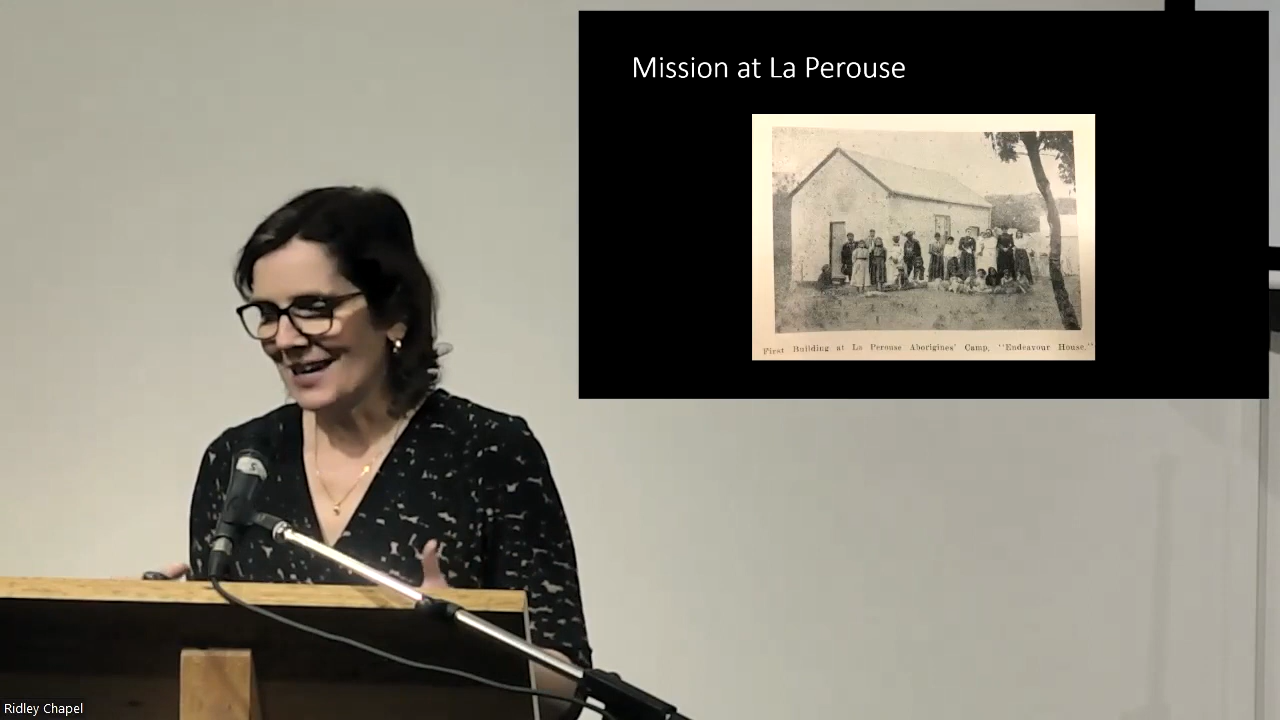 Mission at La Perouse
First Building at La Perouse Aborigines' Camp, "Endeavour House."
Ridley Chapel